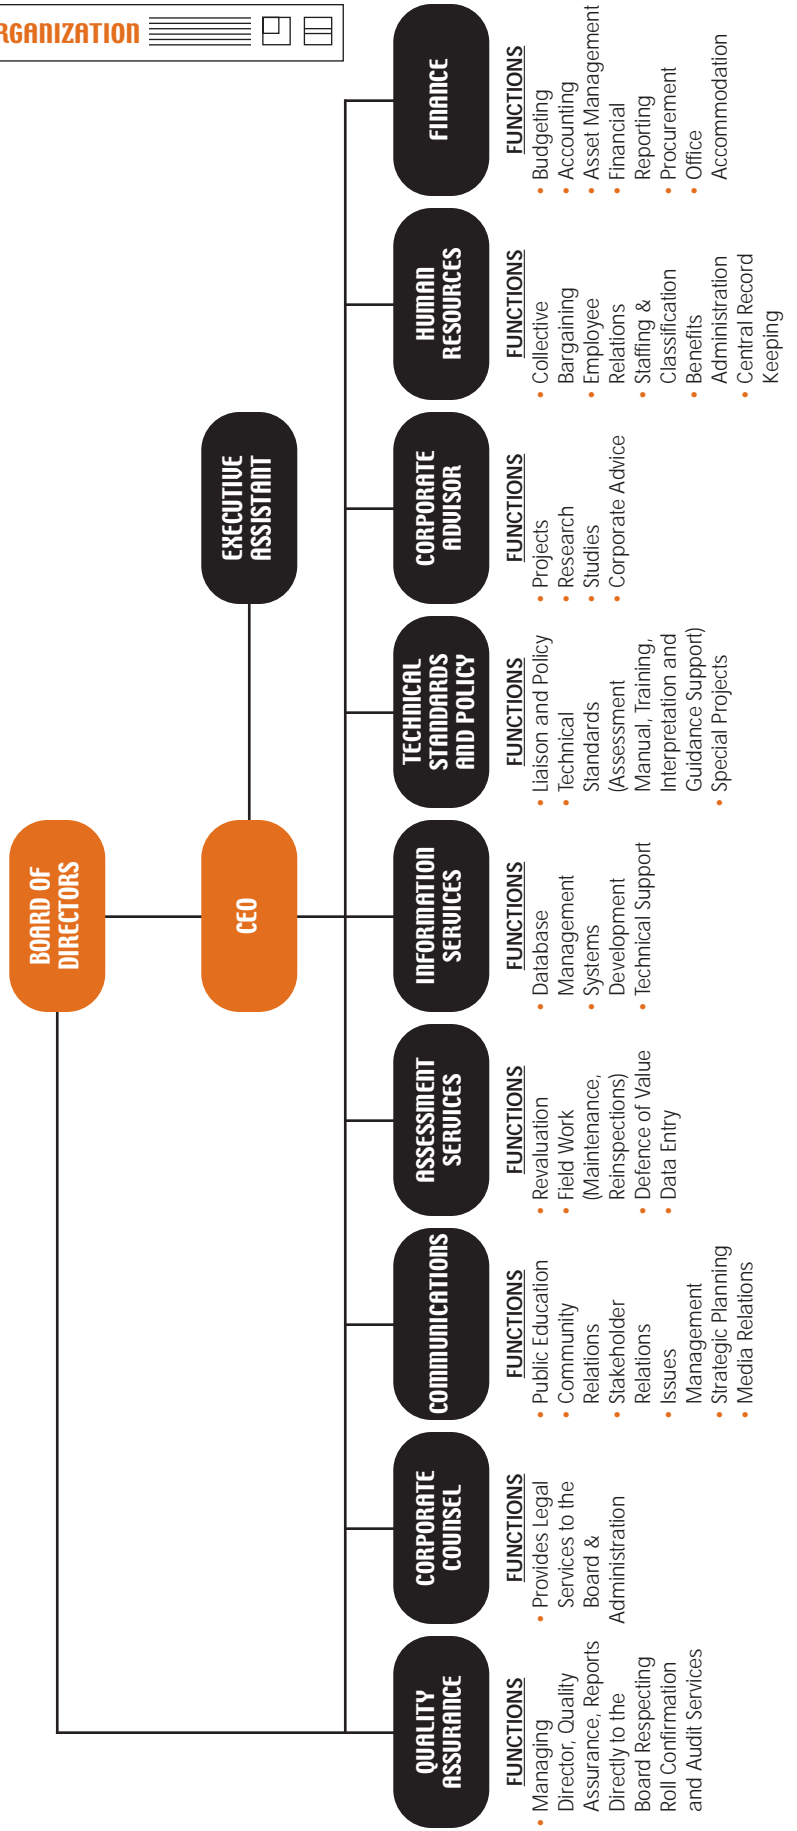 RGANIZATION
BOARD OF
DIRECTORS
CEO
EXECUTIVE
ASSISTANT
QUALITY
ASSURANCE
FUNCTIONS
• Managing
Director, Quality
Assurance, Reports
Directly to the
Board Respecting
Roll Confirmation
and Audit Services
CORPORATE
COUNSEL
FUNCTIONS
• Provides Legal
Services to the
Board &
Administration
COMMUNICATIONS
FUNCTIONS
• Public Education
• Community
Relations
• Stakeholder
Relations
• Issues
Management
• Strategic Planning
• Media Relations
ASSESSMENT
SERVICES
FUNCTIONS
• Revaluation
• Field Work
(Maintenance,
Reinspections)
• Defence of Value
• Data Entry
INFORMATION
SERVICES
FUNCTIONS
• Database
Management
• Systems
Development
• Technical Support
TECHNICAL
STANDARDS
AND POLICY
FUNCTIONS
• Liaison and Policy
• Technical
Standards
(Assessment
Manual, Training,
Interpretation and
Guidance Support)
• Special Projects
CORPORATE
ADVISOR
FUNCTIONS
• Projects
• Research
• Studies
• Corporate Advice
HUMAN
RESOURCES
FUNCTIONS
• Collective
Bargaining
• Employee
Relations
• Staffing &
Classification
• Benefits
Administration
• Central Record
Keeping
FINANCE
FUNCTIONS
• Budgeting
• Accounting
• Asset Management
• Financial
Reporting
• Procurement
• Office
Accommodation